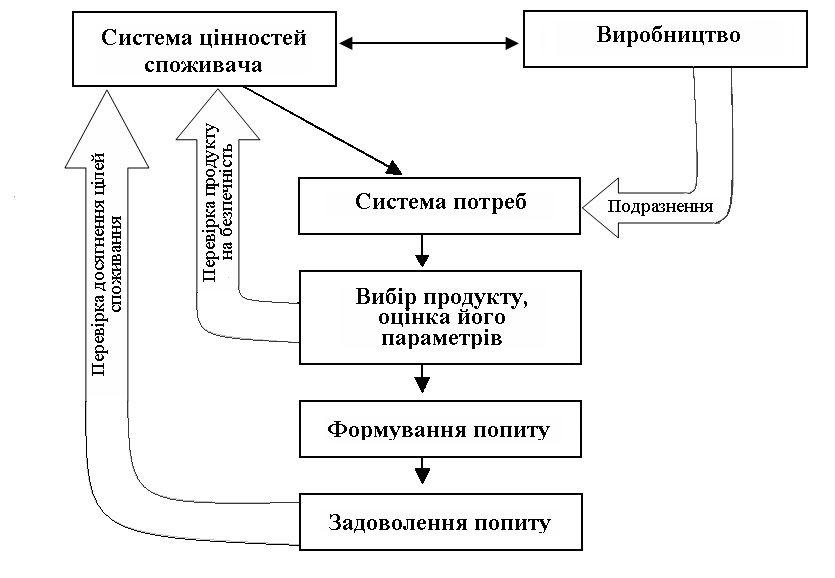 Система цінностей
споживача
Виробництво
Перевірка досягнення цілей
споживання
Перевірка продукту
на безпечність
Система потреб
Подразнення
Вибір продукту,
оцінка його
параметрів
Формування попиту
Задоволення попиту